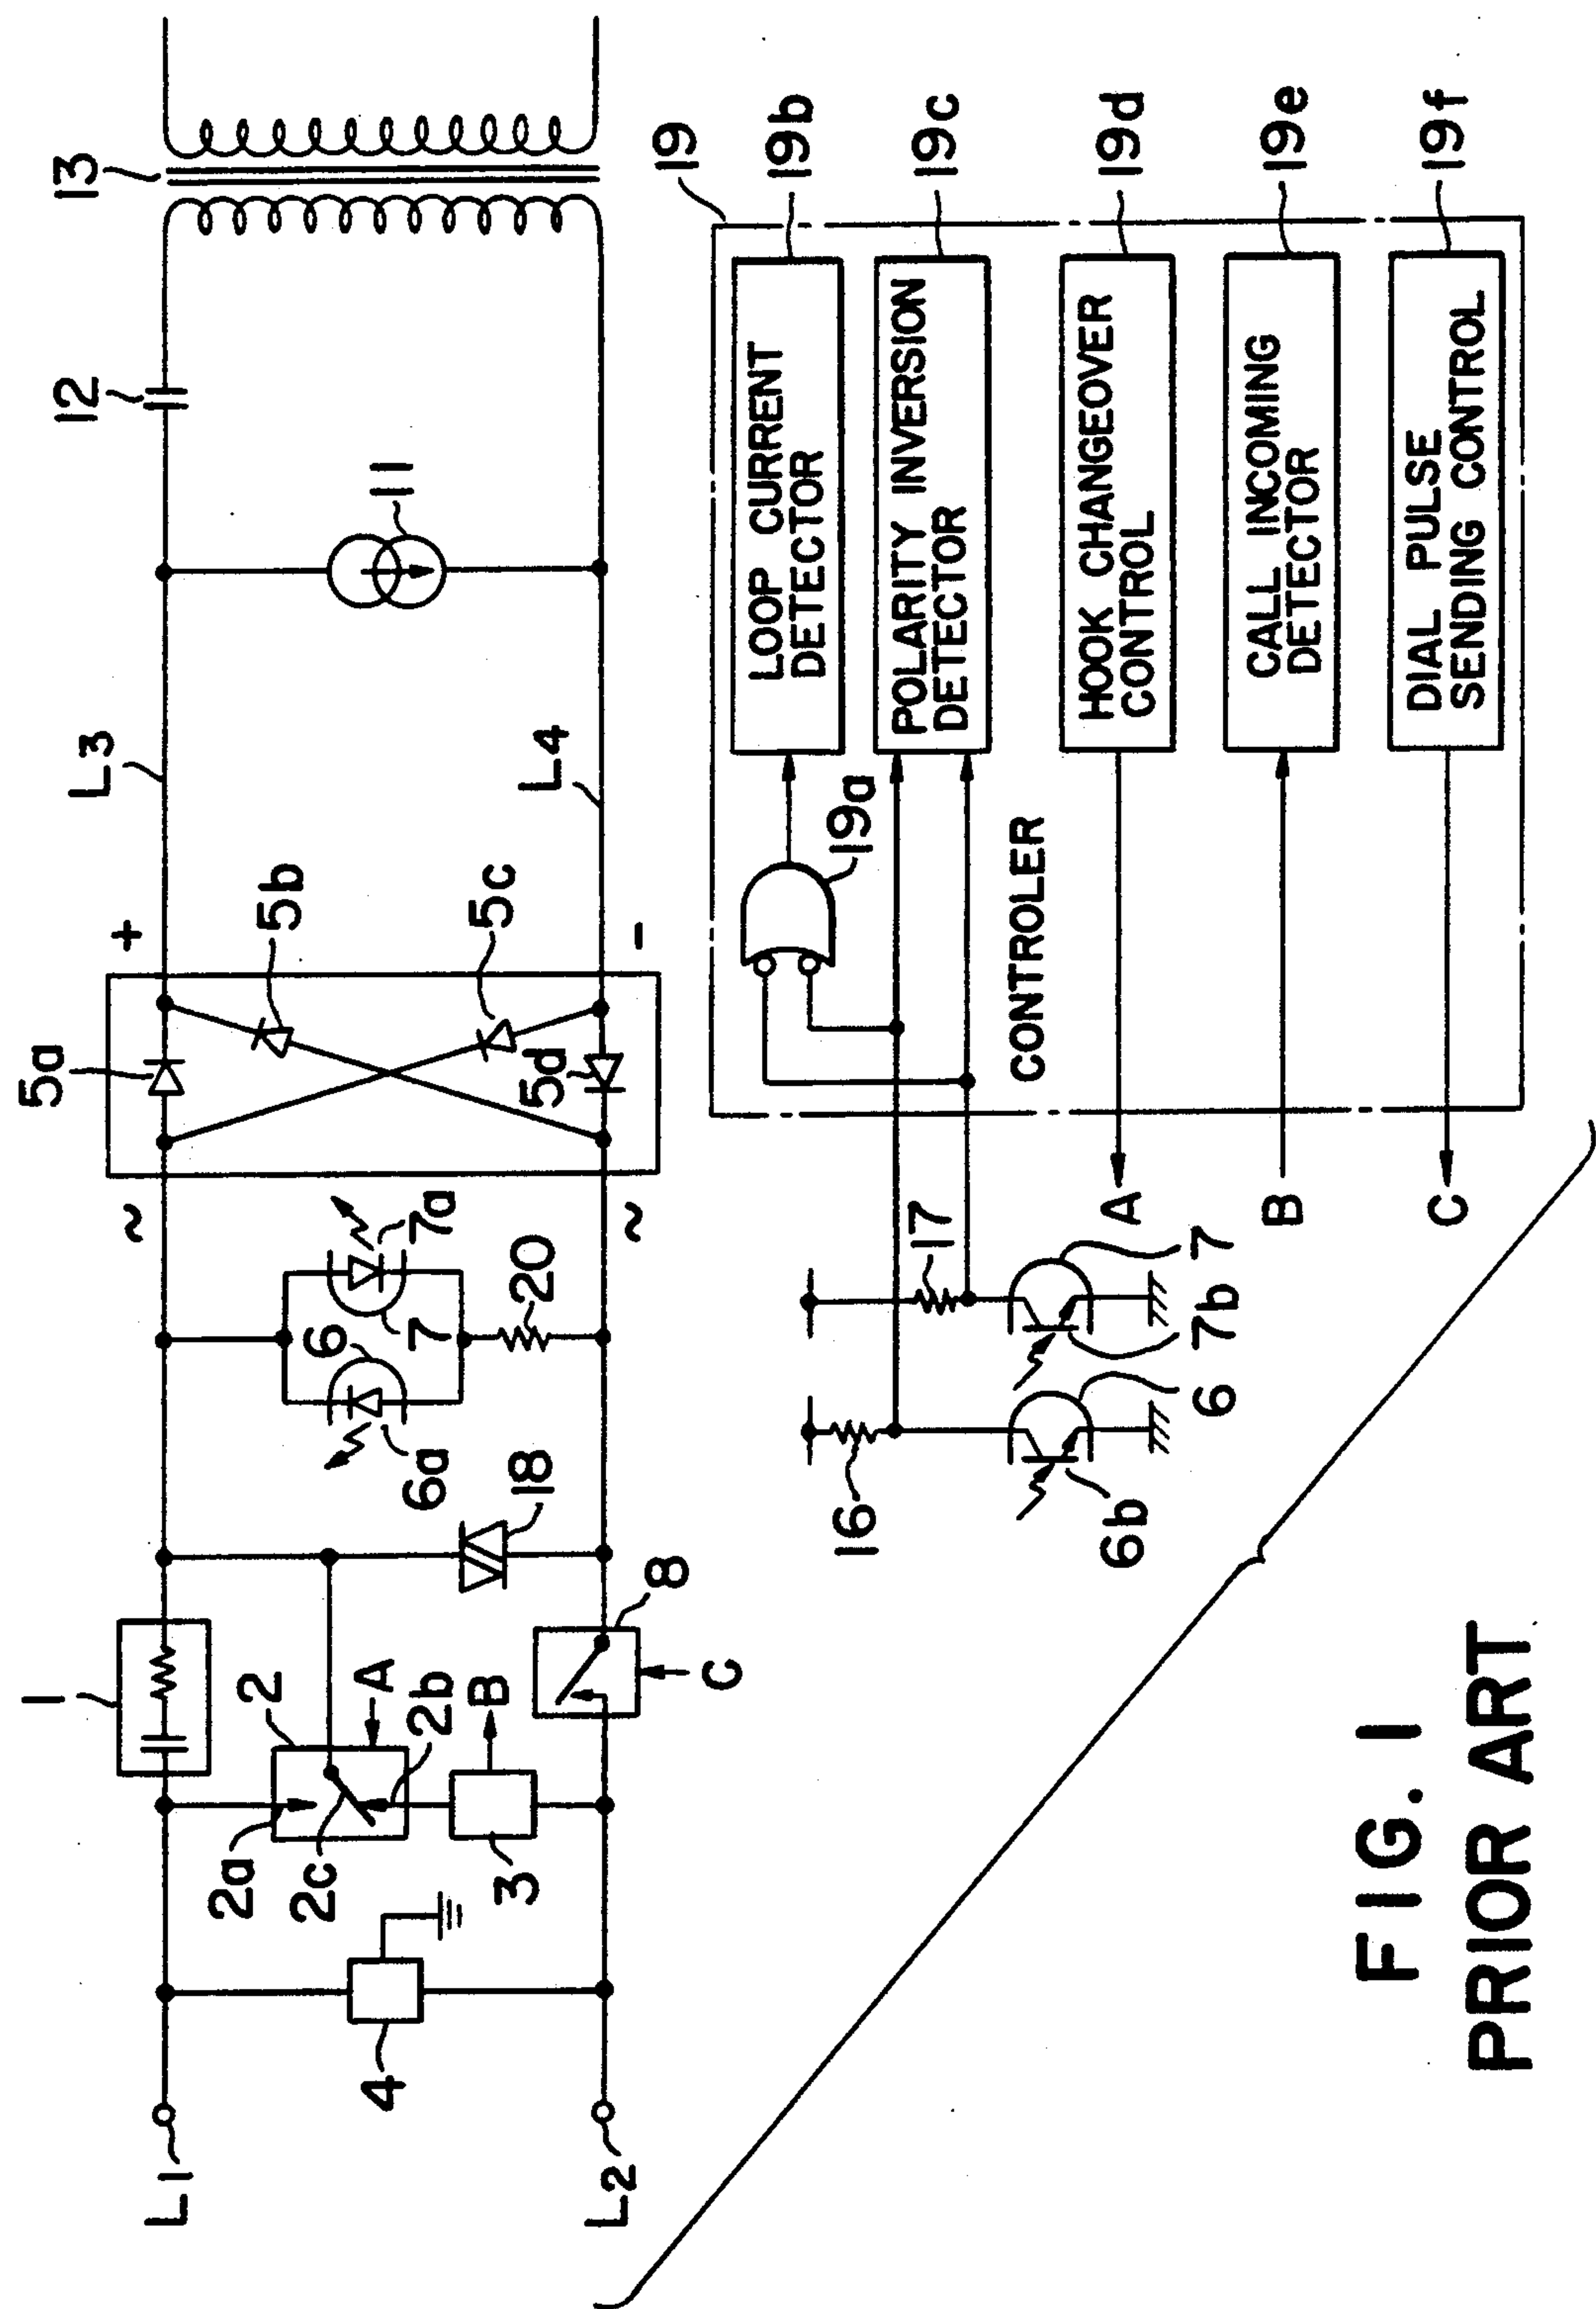 L1
L2
4
1
2
2a
2c
2b
A
B
3
8
C
18
6a
6
7
7a
20
~
~
5a
5b
5c
5d
+
-
L3
L4
11
12
13
16
17
6b
6
7b
7
A
B
C
CONTROLER
19
19a
LOOP CURRENT
DETECTOR
19b
POLARITY INVERSION
DETECTOR
19c
HOOK CHANGEOVER
CONTROL
19d
CALL INCOMING
DETECTOR
19e
DIAL PULSE
SENDING CONTROL
19f
FIG. 1
PRIOR ART